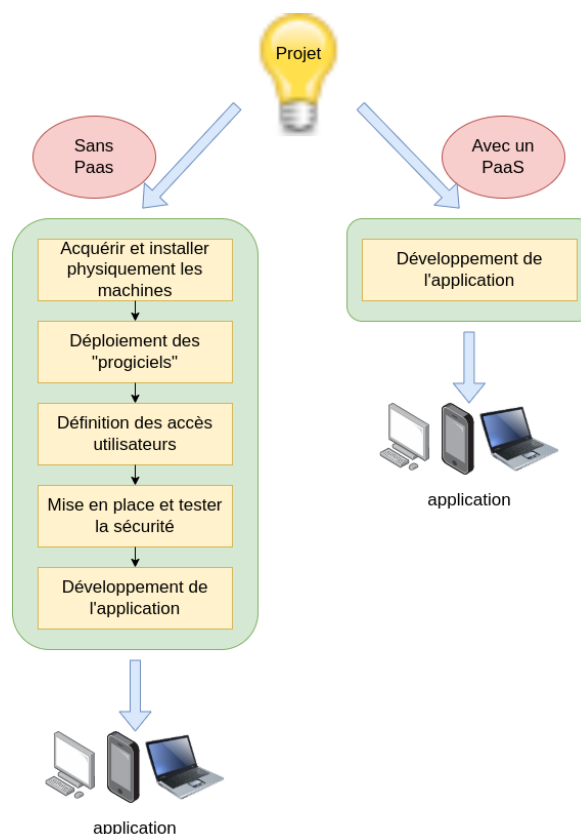 Projet
Sans
Paas
Avec un
PaaS
Acquérir et installer
physiquement les
machines
Déploiement des
"progiciels"
Définition des accès
utilisateurs
Mise en place et tester
la sécurité
Développement de
l'application
application
Développement de
l'application
application